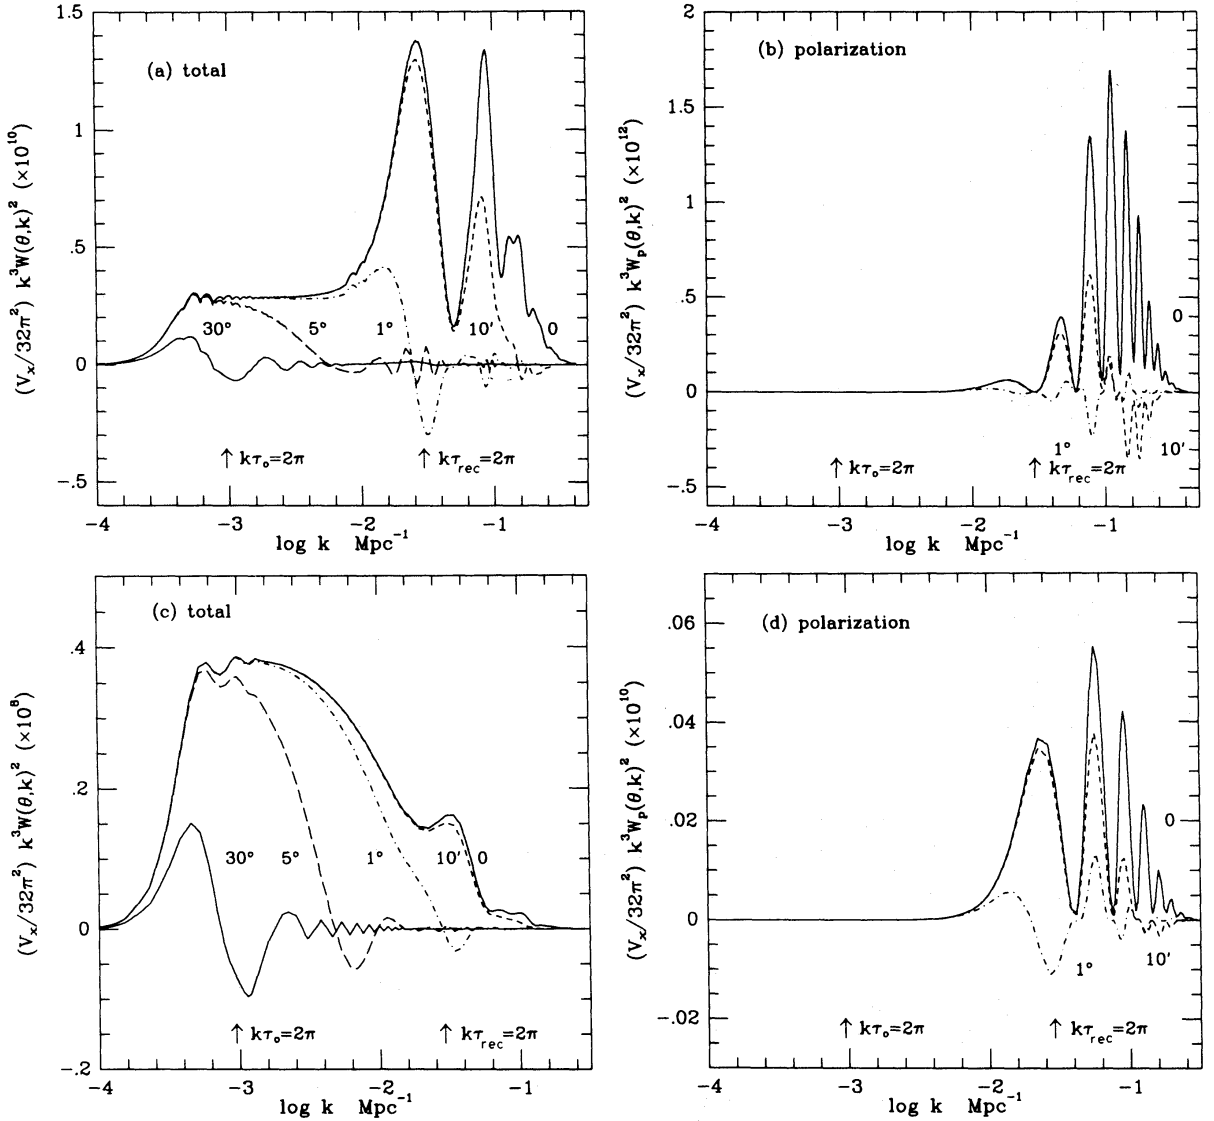 (a) total
(V_x/32π²) k³W(θ,k)² (×10¹⁰)
1.5
1
.5
0
-.5
30°
5°
1°
10′
0
↑ kτ₀=2π
↑ kτ_rec=2π
-4
-3
-2
-1
log k Mpc⁻¹
(b) polarization
(V_x/32π²) k³W_p(θ,k)² (×10¹²)
2
1.5
1
.5
0
-.5
0
1°
10′
↑ kτ₀=2π
↑ kτ_rec=2π
-4
-3
-2
-1
log k Mpc⁻¹
(c) total
(V_x/32π²) k³W(θ,k)² (×10⁸)
.4
.2
0
-.2
30°
5°
1°
10′
0
↑ kτ₀=2π
↑ kτ_rec=2π
-4
-3
-2
-1
log k Mpc⁻¹
(d) polarization
(V_x/32π²) k³W_p(θ,k)² (×10¹⁰)
.06
.04
.02
0
-.02
0
1°
10′
↑ kτ₀=2π
↑ kτ_rec=2π
-4
-3
-2
-1
log k Mpc⁻¹